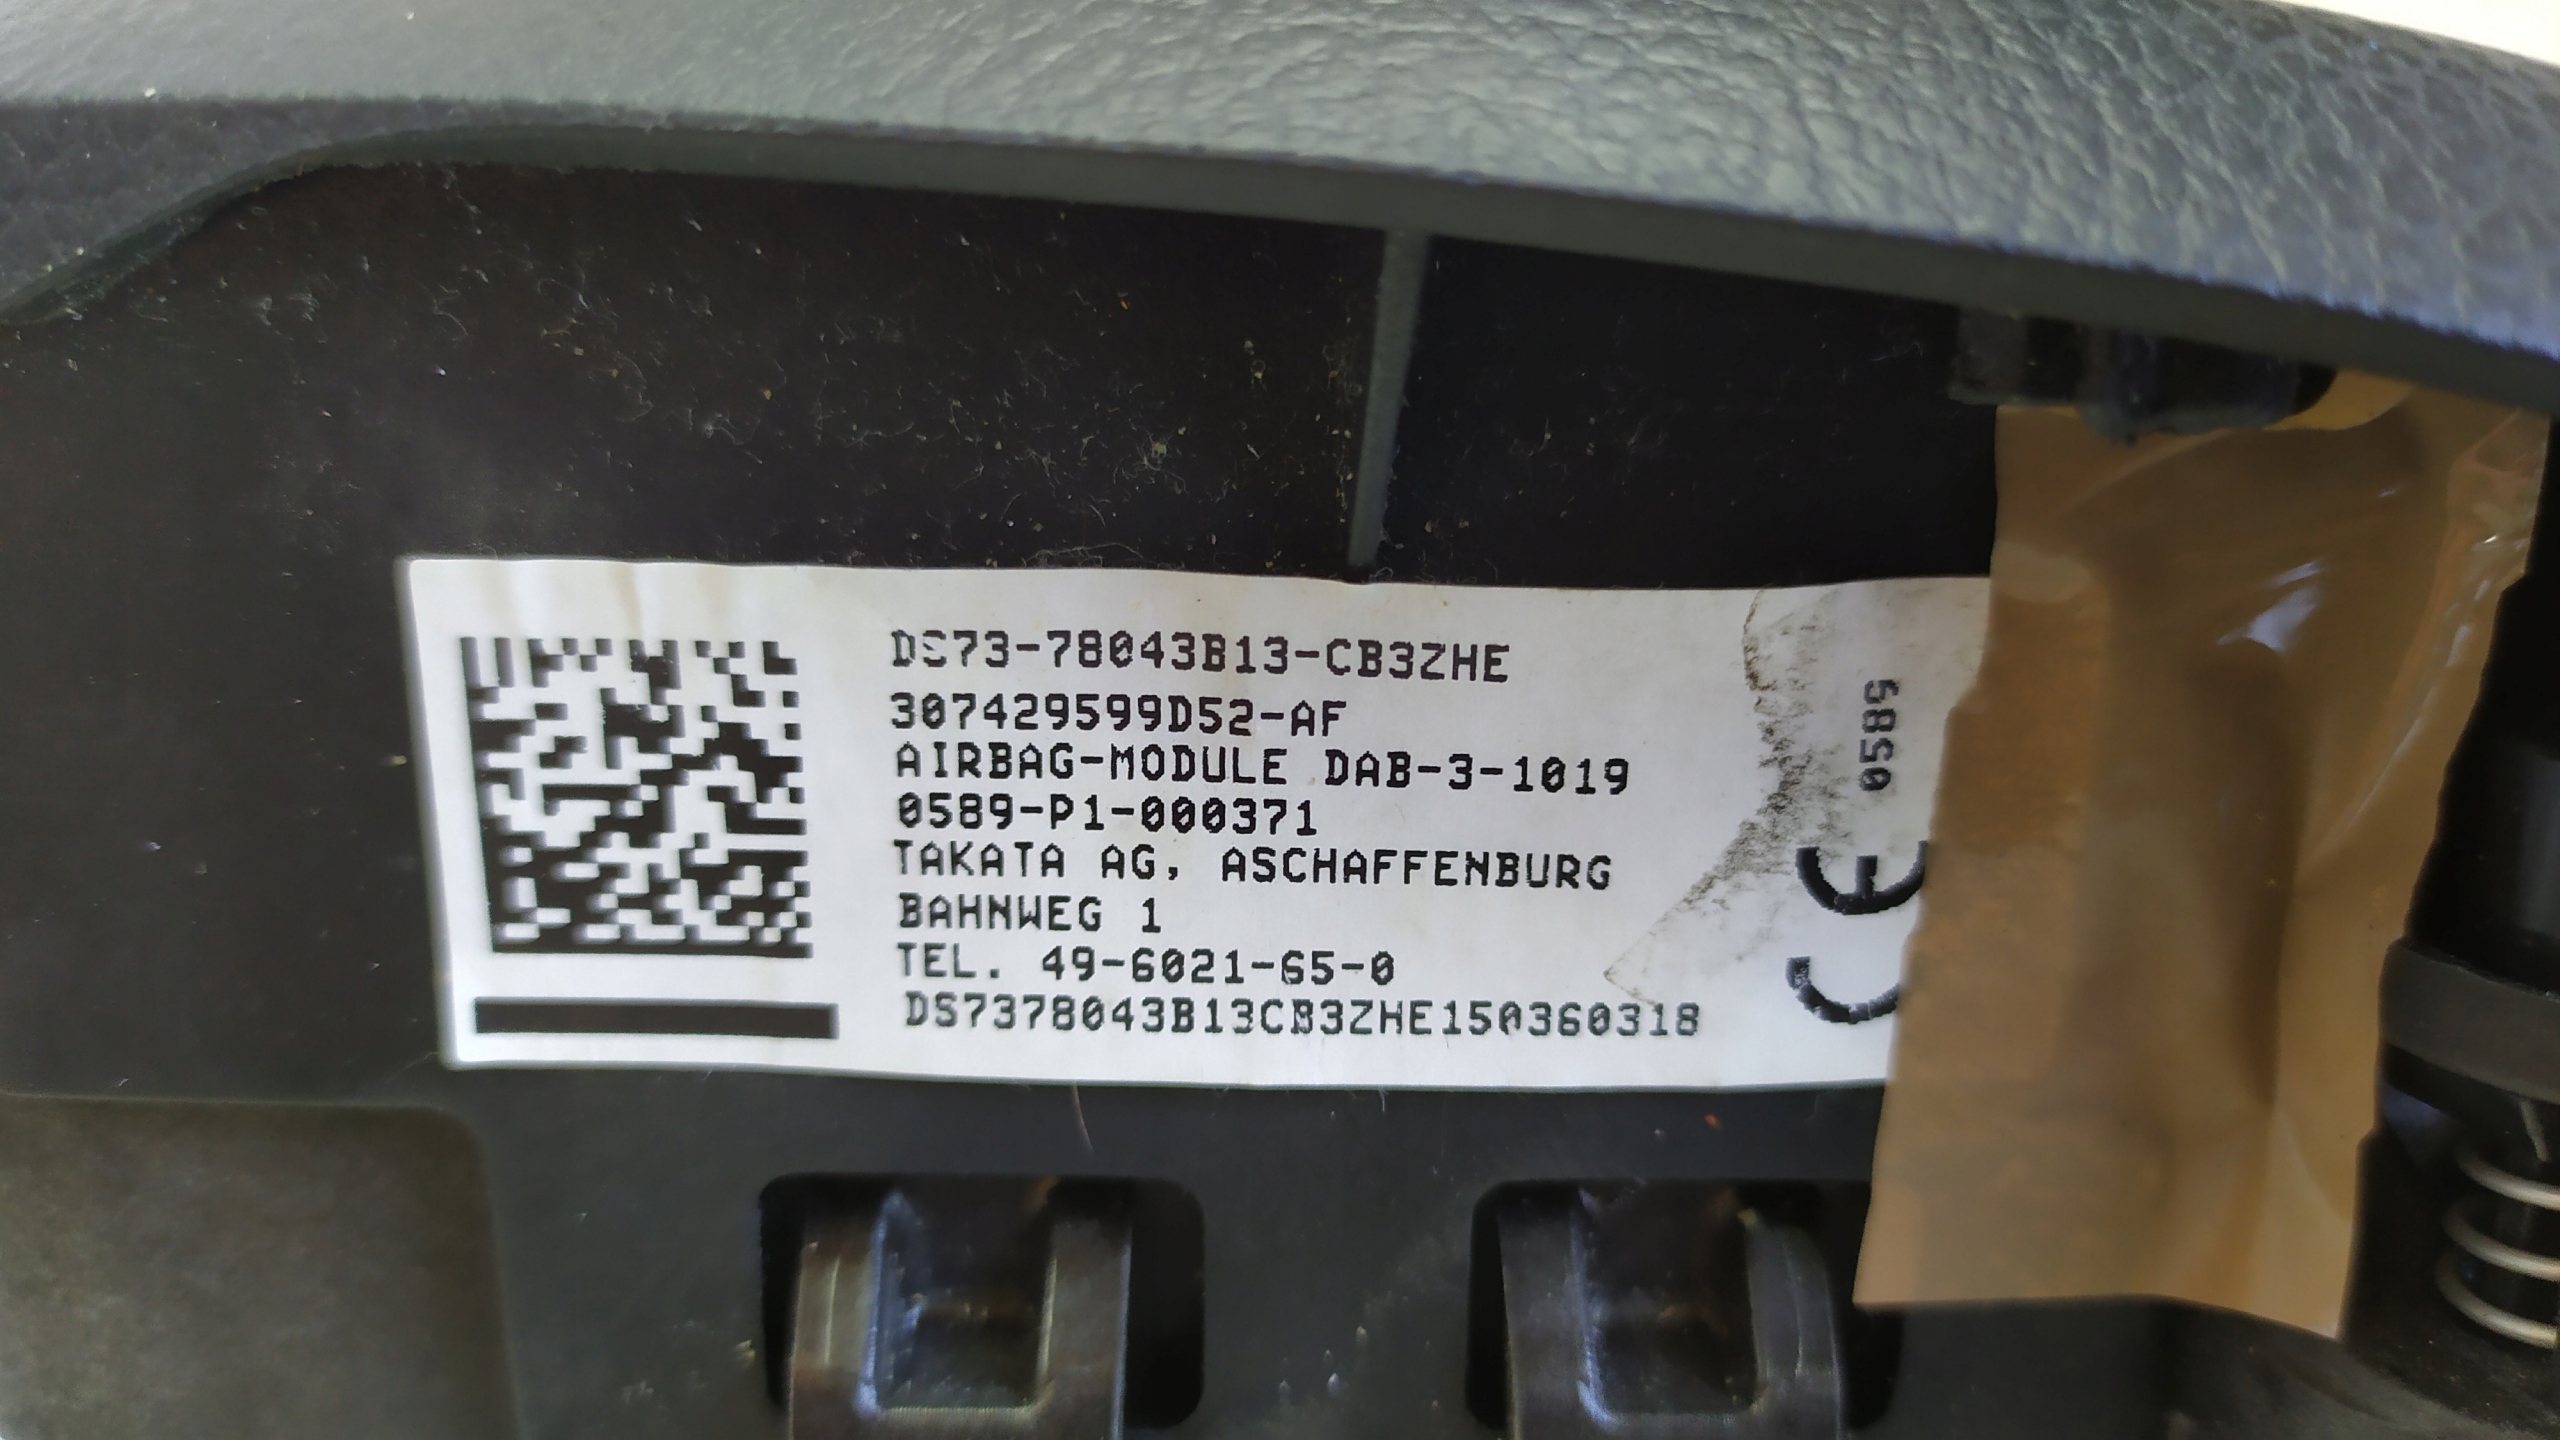 DS73-78043B13-CB3ZHE
307429599D52-AF
AIRBAG-MODULE DAB-3-1019
0589-P1-000371
TAKATA AG, ASCHAFFENBURG
BAHNWEG 1
TEL. 49-6021-65-0
DS7378043B13CB3ZHE150360318
0589
CE